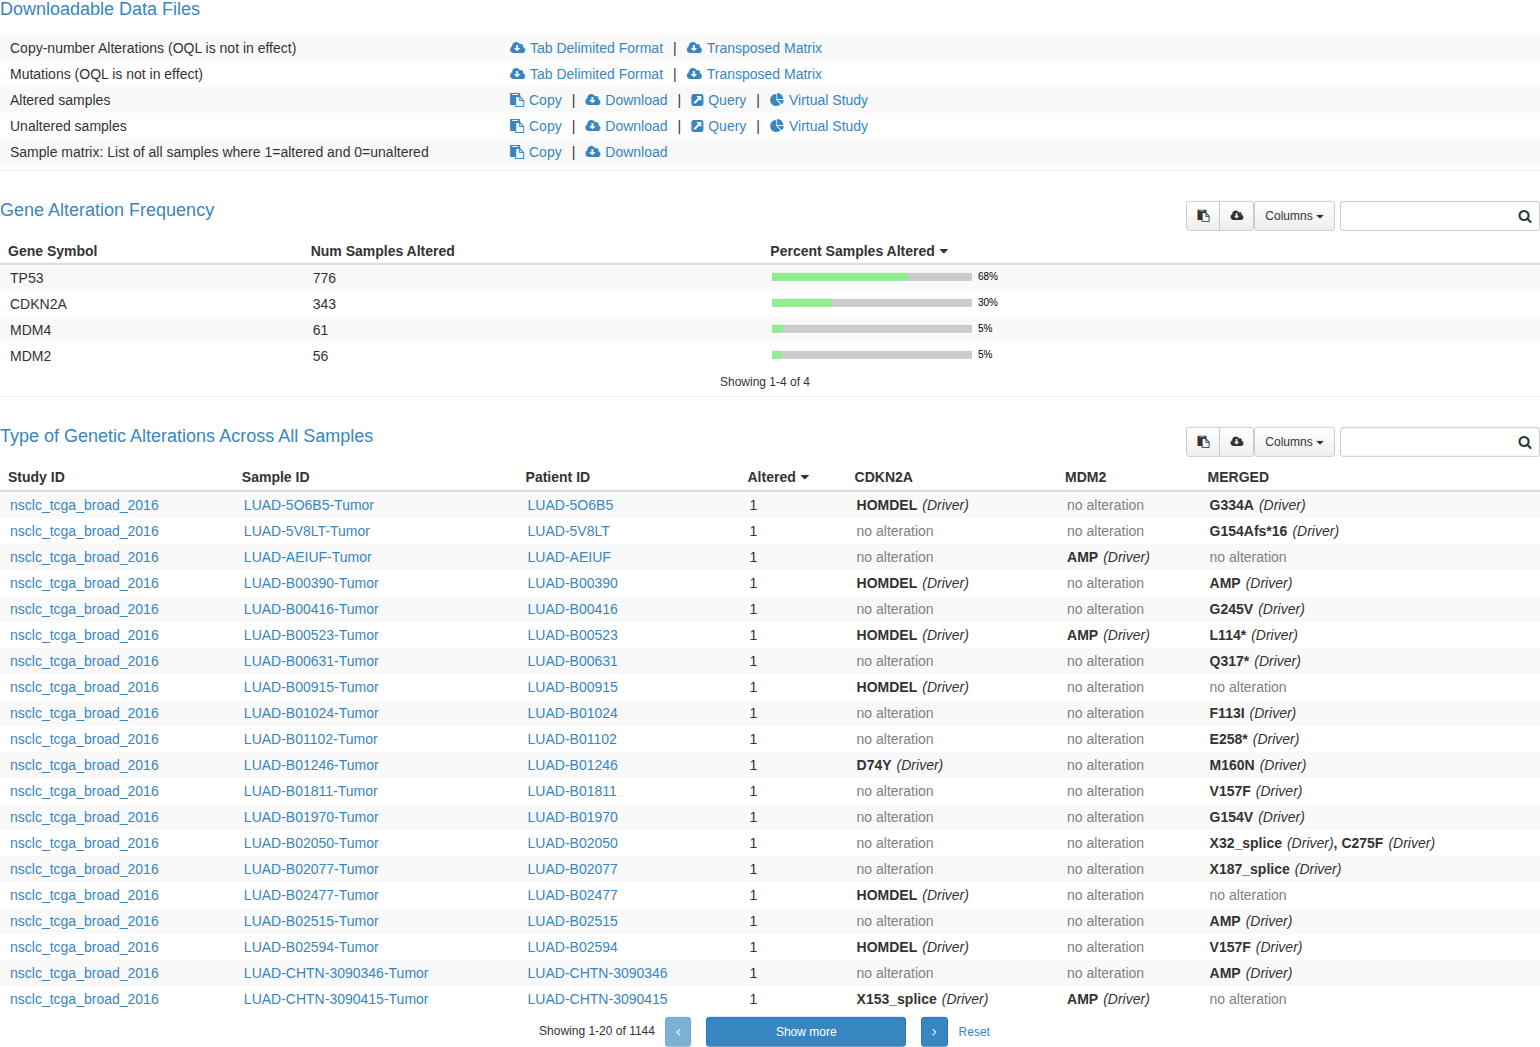 Downloadable Data Files
Copy-number Alterations (OQL is not in effect) Tab Delimited Format | Transposed Matrix
Mutations (OQL is not in effect) Tab Delimited Format | Transposed Matrix
Altered samples Copy | Download | Query | Virtual Study
Unaltered samples Copy | Download | Query | Virtual Study
Sample matrix: List of all samples where 1=altered and 0=unaltered Copy | Download
Gene Alteration Frequency Columns
Gene Symbol Num Samples Altered Percent Samples Altered
TP53 776 68%
CDKN2A 343 30%
MDM4 61 5%
MDM2 56 5%
Showing 1-4 of 4
Type of Genetic Alterations Across All Samples Columns
Study ID Sample ID Patient ID Altered CDKN2A MDM2 MERGED
nsclc_tcga_broad_2016 LUAD-5O6B5-Tumor LUAD-5O6B5 1 HOMDEL (Driver) no alteration G334A (Driver)
nsclc_tcga_broad_2016 LUAD-5V8LT-Tumor LUAD-5V8LT 1 no alteration no alteration G154Afs*16 (Driver)
nsclc_tcga_broad_2016 LUAD-AEIUF-Tumor LUAD-AEIUF 1 no alteration AMP (Driver) no alteration
nsclc_tcga_broad_2016 LUAD-B00390-Tumor LUAD-B00390 1 HOMDEL (Driver) no alteration AMP (Driver)
nsclc_tcga_broad_2016 LUAD-B00416-Tumor LUAD-B00416 1 no alteration no alteration G245V (Driver)
nsclc_tcga_broad_2016 LUAD-B00523-Tumor LUAD-B00523 1 HOMDEL (Driver) AMP (Driver) L114* (Driver)
nsclc_tcga_broad_2016 LUAD-B00631-Tumor LUAD-B00631 1 no alteration no alteration Q317* (Driver)
nsclc_tcga_broad_2016 LUAD-B00915-Tumor LUAD-B00915 1 HOMDEL (Driver) no alteration no alteration
nsclc_tcga_broad_2016 LUAD-B01024-Tumor LUAD-B01024 1 no alteration no alteration F113I (Driver)
nsclc_tcga_broad_2016 LUAD-B01102-Tumor LUAD-B01102 1 no alteration no alteration E258* (Driver)
nsclc_tcga_broad_2016 LUAD-B01246-Tumor LUAD-B01246 1 D74Y (Driver) no alteration M160N (Driver)
nsclc_tcga_broad_2016 LUAD-B01811-Tumor LUAD-B01811 1 no alteration no alteration V157F (Driver)
nsclc_tcga_broad_2016 LUAD-B01970-Tumor LUAD-B01970 1 no alteration no alteration G154V (Driver)
nsclc_tcga_broad_2016 LUAD-B02050-Tumor LUAD-B02050 1 no alteration no alteration X32_splice (Driver), C275F (Driver)
nsclc_tcga_broad_2016 LUAD-B02077-Tumor LUAD-B02077 1 no alteration no alteration X187_splice (Driver)
nsclc_tcga_broad_2016 LUAD-B02477-Tumor LUAD-B02477 1 HOMDEL (Driver) no alteration no alteration
nsclc_tcga_broad_2016 LUAD-B02515-Tumor LUAD-B02515 1 no alteration no alteration AMP (Driver)
nsclc_tcga_broad_2016 LUAD-B02594-Tumor LUAD-B02594 1 HOMDEL (Driver) no alteration V157F (Driver)
nsclc_tcga_broad_2016 LUAD-CHTN-3090346-Tumor LUAD-CHTN-3090346 1 no alteration no alteration AMP (Driver)
nsclc_tcga_broad_2016 LUAD-CHTN-3090415-Tumor LUAD-CHTN-3090415 1 X153_splice (Driver) AMP (Driver) no alteration
Showing 1-20 of 1144 ‹ Show more › Reset